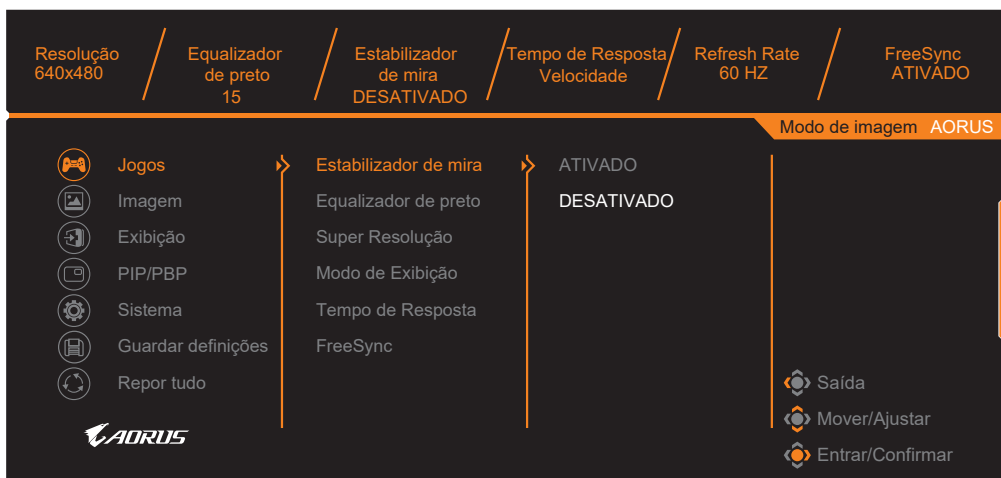 Resolução
640x480
Equalizador
de preto
15
Estabilizador
de mira
DESATIVADO
Tempo de Resposta
Velocidade
Refresh Rate
60 HZ
FreeSync
ATIVADO
Modo de imagem AORUS
Jogos
Imagem
Exibição
PIP/PBP
Sistema
Guardar definições
Repor tudo
Estabilizador de mira
Equalizador de preto
Super Resolução
Modo de Exibição
Tempo de Resposta
FreeSync
ATIVADO
DESATIVADO
Saída
Mover/Ajustar
Entrar/Confirmar
AORUS